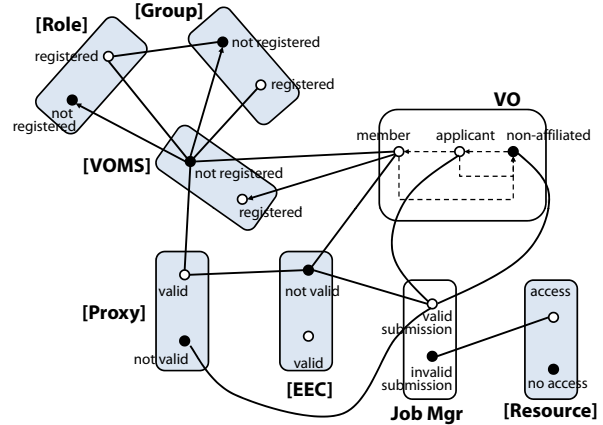 [Group]
[Role]
not registered
registered
registered
not
registered
VO
member
applicant
non-affiliated
[VOMS]
not registered
registered
valid
not valid
access
[Proxy]
valid
submission
not valid
valid
invalid
submission
no access
[EEC]
Job Mgr
[Resource]